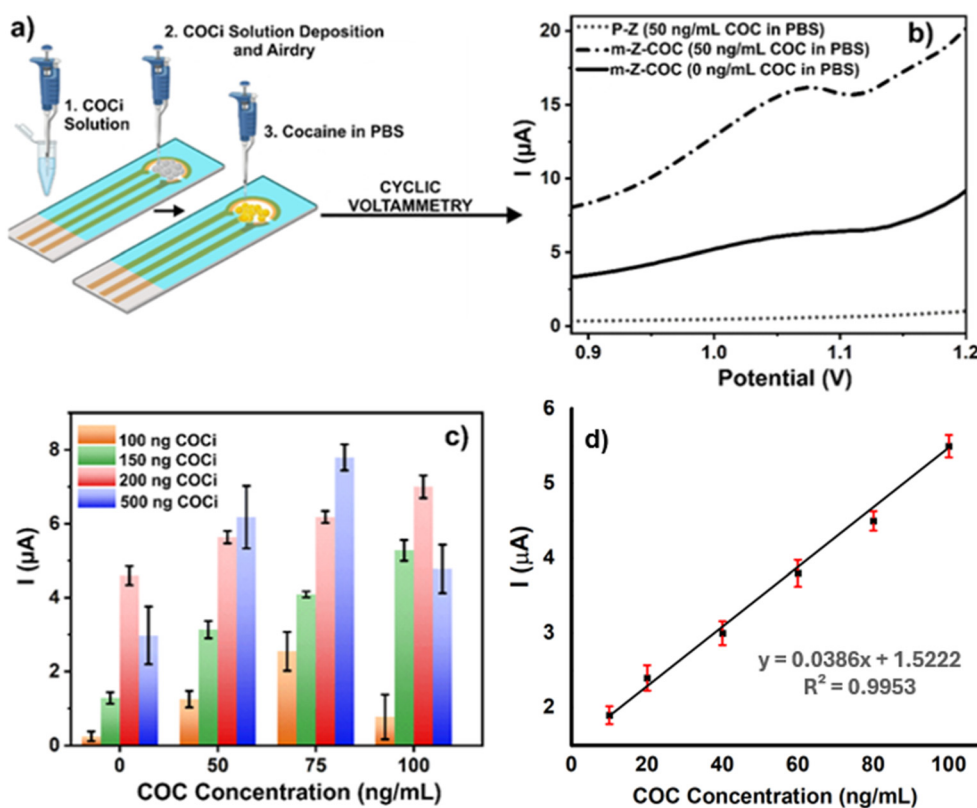 a)
2. COCi Solution Deposition
and Airdry
1. COCi
Solution
3. Cocaine in PBS
CYCLIC
VOLTAMMETRY
b)
P-Z (50 ng/mL COC in PBS)
m-Z-COC (50 ng/mL COC in PBS)
m-Z-COC (0 ng/mL COC in PBS)
20
15
10
5
0
I (µA)
0.9 1.0 1.1 1.2
Potential (V)
c)
100 ng COCi
150 ng COCi
200 ng COCi
500 ng COCi
8
6
4
2
0
I (µA)
0 50 75 100
COC Concentration (ng/mL)
d)
6
5
4
3
2
I (µA)
y = 0.0386x + 1.5222
R² = 0.9953
0 20 40 60 80 100
COC Concentration (ng/mL)